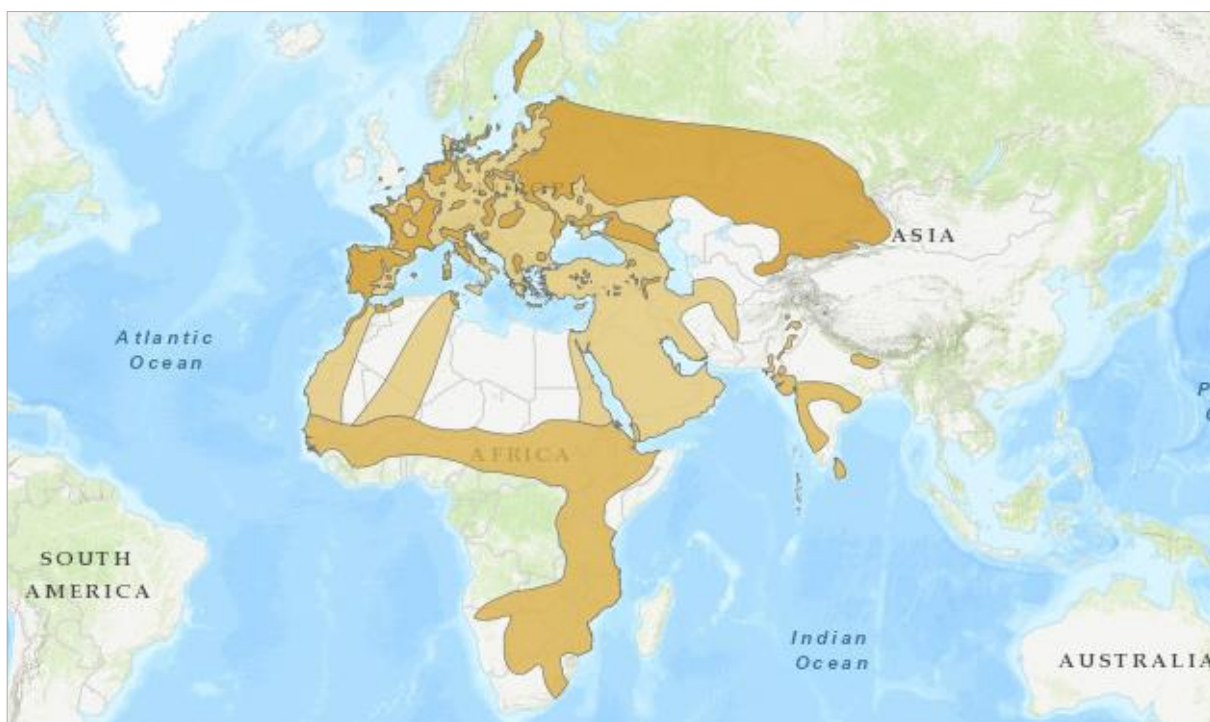 ASIA
Atlantic
Ocean
AFRICA
SOUTH
AMERICA
Indian
Ocean
AUSTRALIA